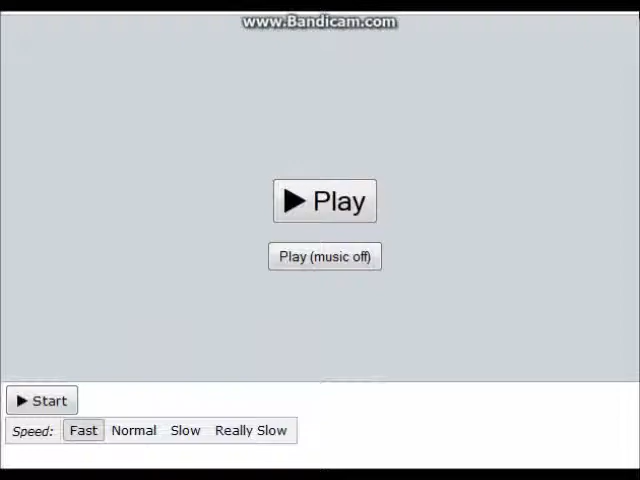 www.Bandicam.com
Play
Play (music off)
Start
Speed: Fast Normal Slow Really Slow